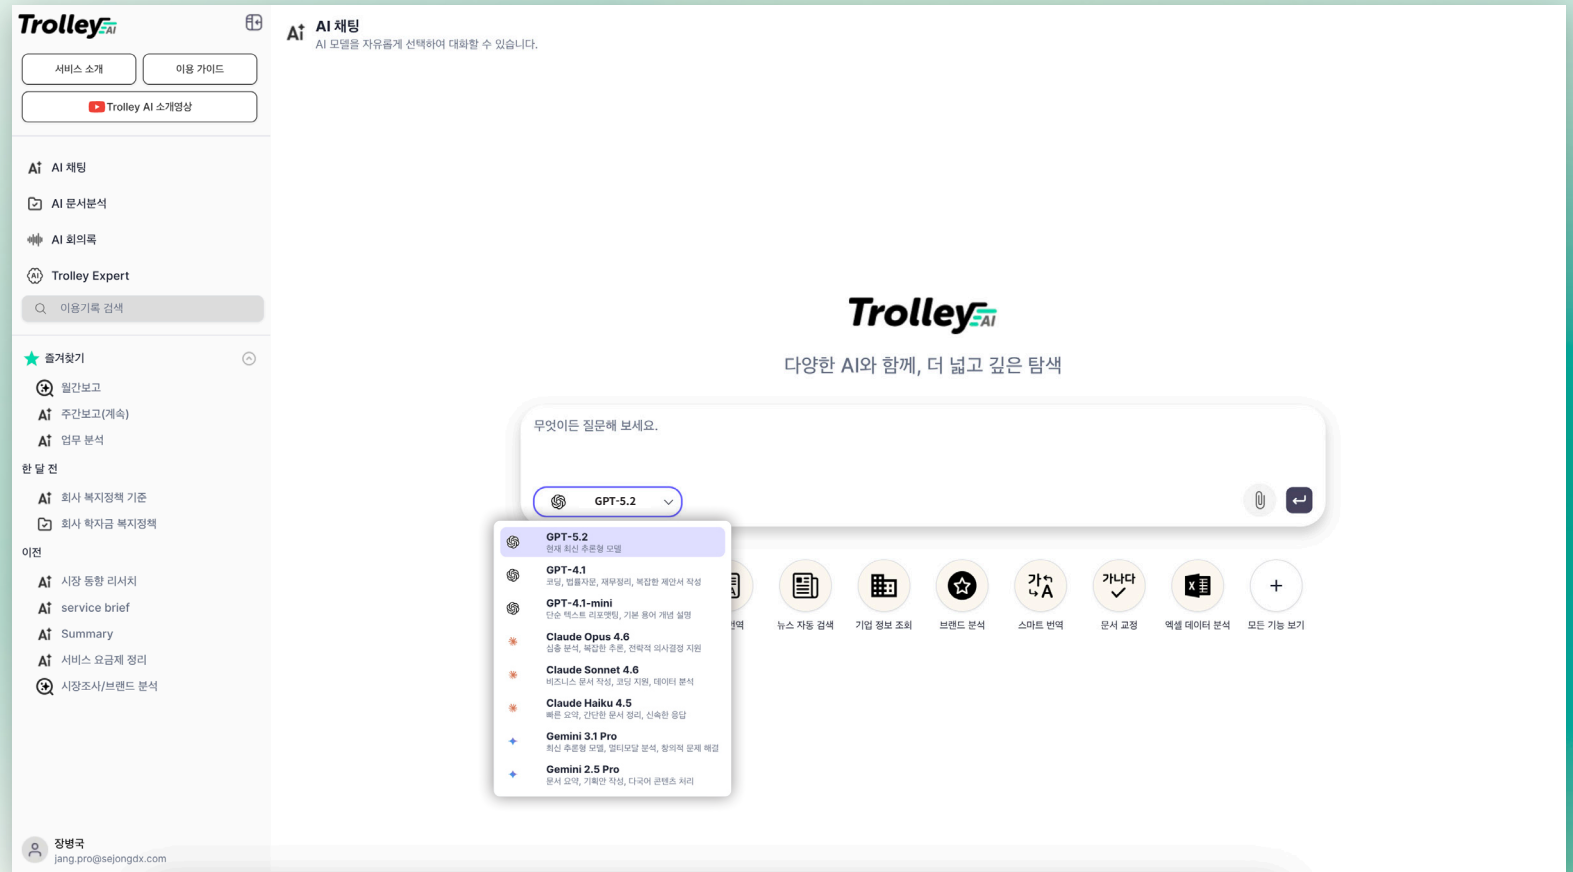 Trolley AI
서비스 소개
이용 가이드
Trolley AI 소개영상
Ai AI 채팅
AI 문서분석
AI 회의록
AI Trolley Expert
이용기록 검색
즐겨찾기
월간보고
Ai 주간보고(계속)
Ai 업무 분석
한 달 전
Ai 회사 복지정책 기준
회사 학자금 복지정책
이전
Ai 시장 동향 리서치
Ai service brief
Ai Summary
Ai 서비스 요금제 정리
시장조사/브랜드 분석
장병국
jang.pro@sejongdx.com
Ai AI 채팅
AI 모델을 자유롭게 선택하여 대화할 수 있습니다.
Trolley AI
다양한 AI와 함께, 더 넓고 깊은 탐색
무엇이든 질문해 보세요.
GPT-5.2
GPT-5.2
현재 최신 추론형 모델
GPT-4.1
코딩, 법률자문, 재무정리, 복잡한 제안서 작성
GPT-4.1-mini
단순 텍스트 리포맷팅, 기본 용어 개념 설명
Claude Opus 4.6
심층 분석, 복잡한 추론, 전략적 의사결정 지원
Claude Sonnet 4.6
비즈니스 문서 작성, 코딩 지원, 데이터 분석
Claude Haiku 4.5
빠른 요약, 간단한 문서 정리, 신속한 응답
Gemini 3.1 Pro
최신 추론형 모델, 멀티모달 분석, 창의적 문제 해결
Gemini 2.5 Pro
문서 요약, 기획안 작성, 다국어 콘텐츠 처리
번역
뉴스 자동 검색
기업 정보 조회
브랜드 분석
가 A
스마트 번역
가나다
문서 교정
X
엑셀 데이터 분석
모든 기능 보기